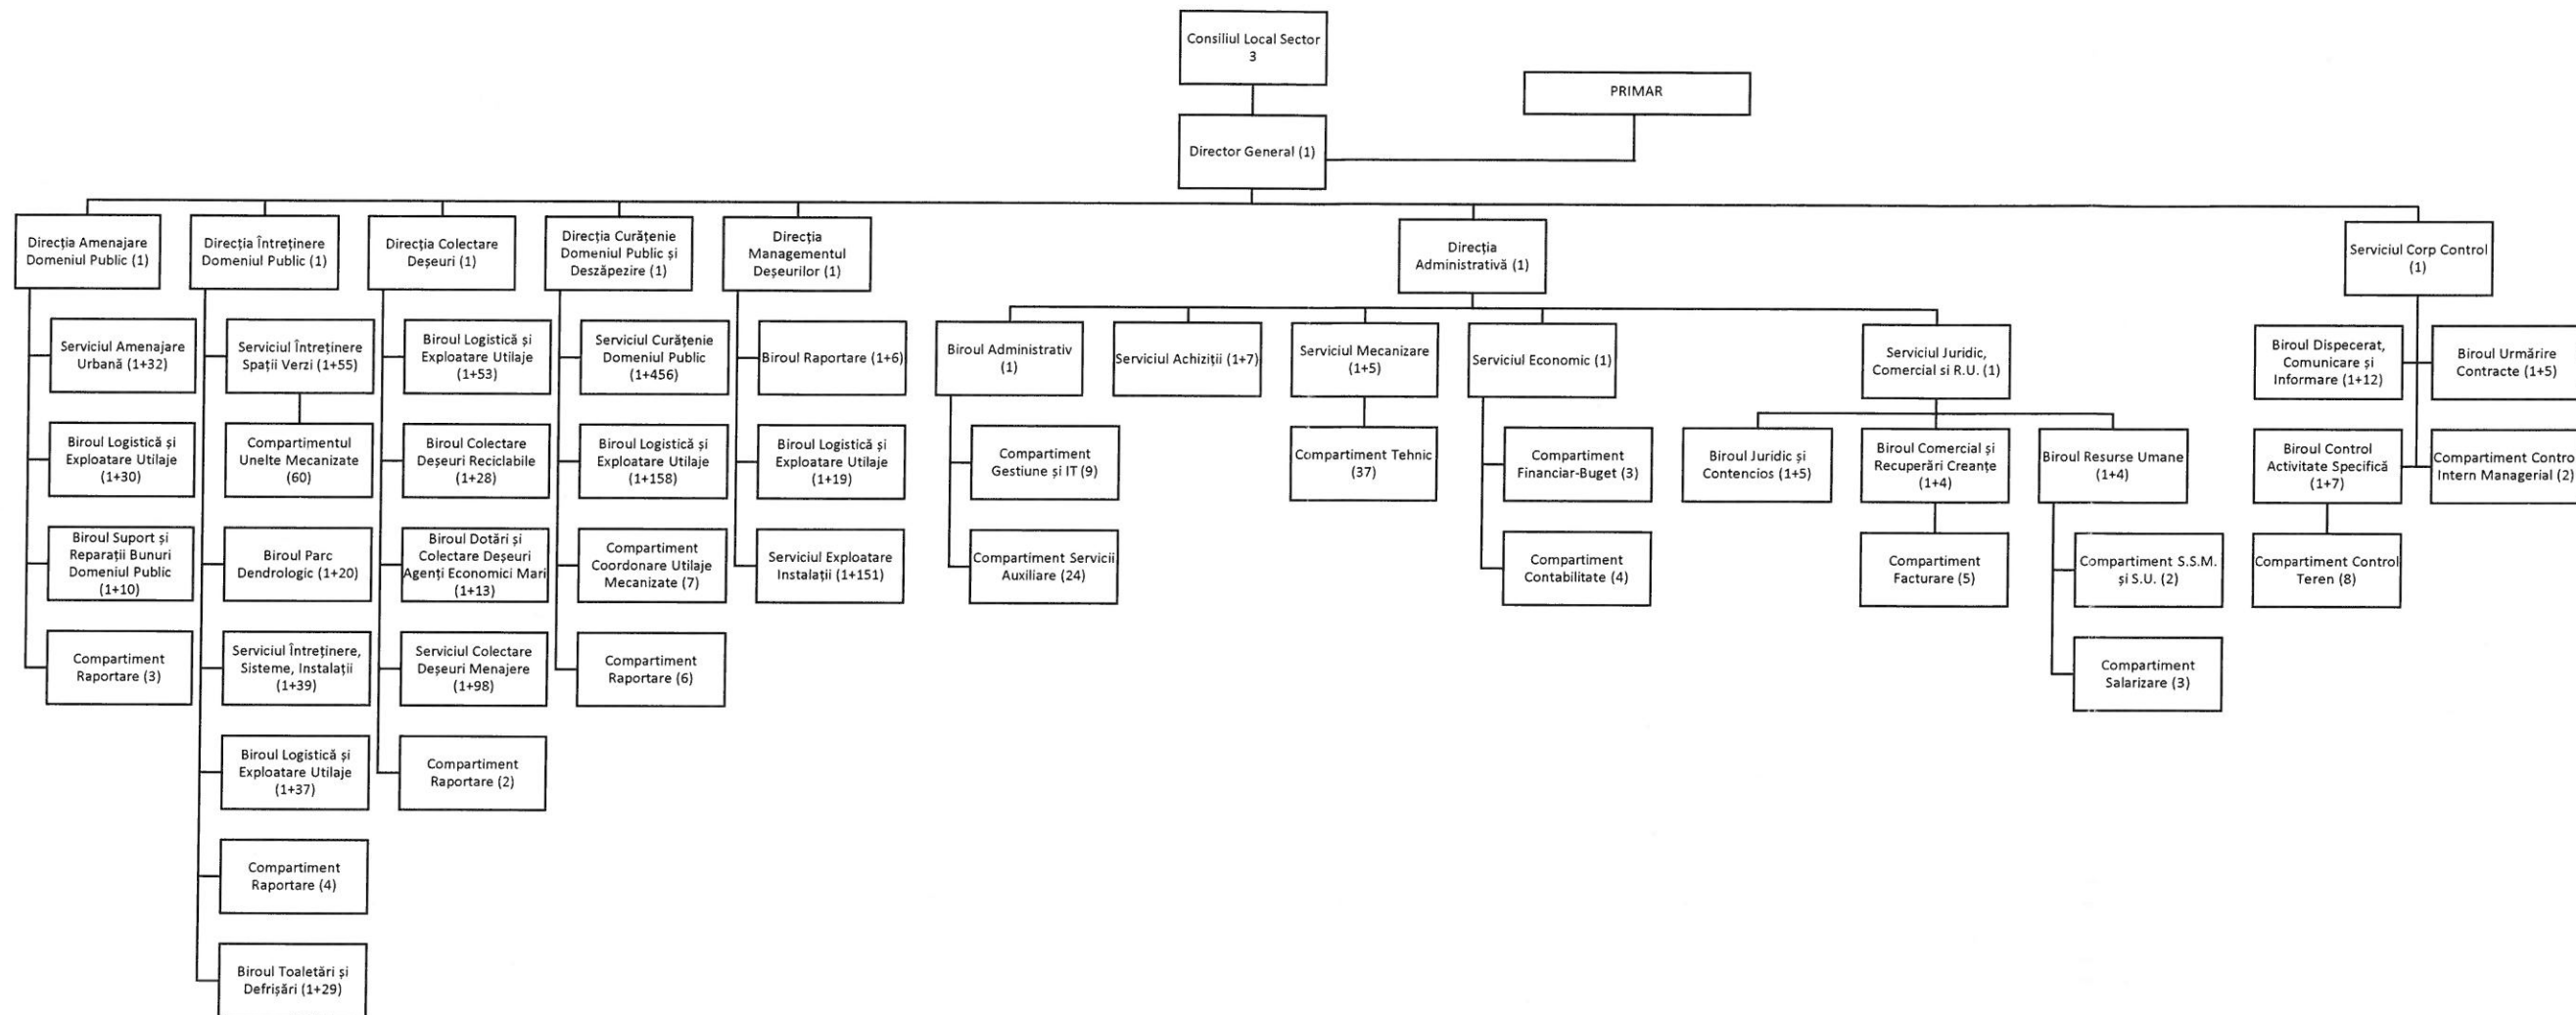 Consiliul Local Sector
3
PRIMAR
Director General (1)
Direcția Amenajare
Domeniul Public (1)
Direcția Întreținere
Domeniul Public (1)
Direcția Colectare
Deșeuri (1)
Direcția Curățenie
Domeniul Public și
Deszăpezire (1)
Direcția
Managementul
Deșeurilor (1)
Direcția
Administrativă (1)
Serviciul Corp Control
(1)
Serviciul Amenajare
Urbană (1+32)
Biroul Logistică și
Exploatare Utilaje
(1+30)
Biroul Suport și
Reparații Bunuri
Domeniul Public
(1+10)
Compartiment
Raportare (3)
Serviciul Întreținere
Spații Verzi (1+55)
Compartimentul
Unelte Mecanizate
(60)
Biroul Parc
Dendrologic (1+20)
Serviciul Întreținere,
Sisteme, Instalații
(1+39)
Biroul Logistică și
Exploatare Utilaje
(1+37)
Compartiment
Raportare (4)
Biroul Toaletări și
Defrișări (1+29)
Biroul Logistică și
Exploatare Utilaje
(1+53)
Biroul Colectare
Deșeuri Reciclabile
(1+28)
Biroul Dotări și
Colectare Deșeuri
Agenți Economici Mari
(1+13)
Serviciul Colectare
Deșeuri Menajere
(1+98)
Compartiment
Raportare (2)
Serviciul Curățenie
Domeniul Public
(1+456)
Biroul Logistică și
Exploatare Utilaje
(1+158)
Compartiment
Coordonare Utilaje
Mecanizate (7)
Compartiment
Raportare (6)
Biroul Raportare (1+6)
Biroul Logistică și
Exploatare Utilaje
(1+19)
Serviciul Exploatare
Instalații (1+151)
Biroul Administrativ
(1)
Compartiment
Gestiune și IT (9)
Compartiment Servicii
Auxiliare (24)
Serviciul Achiziții (1+7)
Serviciul Mecanizare
(1+5)
Compartiment Tehnic
(37)
Serviciul Economic (1)
Compartiment
Financiar-Buget (3)
Compartiment
Contabilitate (4)
Serviciul Juridic,
Comercial si R.U. (1)
Biroul Juridic și
Contencios (1+5)
Biroul Comercial și
Recuperări Creanțe
(1+4)
Compartiment
Facturare (5)
Biroul Resurse Umane
(1+4)
Compartiment S.S.M.
și S.U. (2)
Compartiment
Salarizare (3)
Biroul Dispecerat,
Comunicare și
Informare (1+12)
Biroul Urmărire
Contracte (1+5)
Biroul Control
Activitate Specifică
(1+7)
Compartiment Contro
Intern Managerial (2)
Compartiment Control
Teren (8)